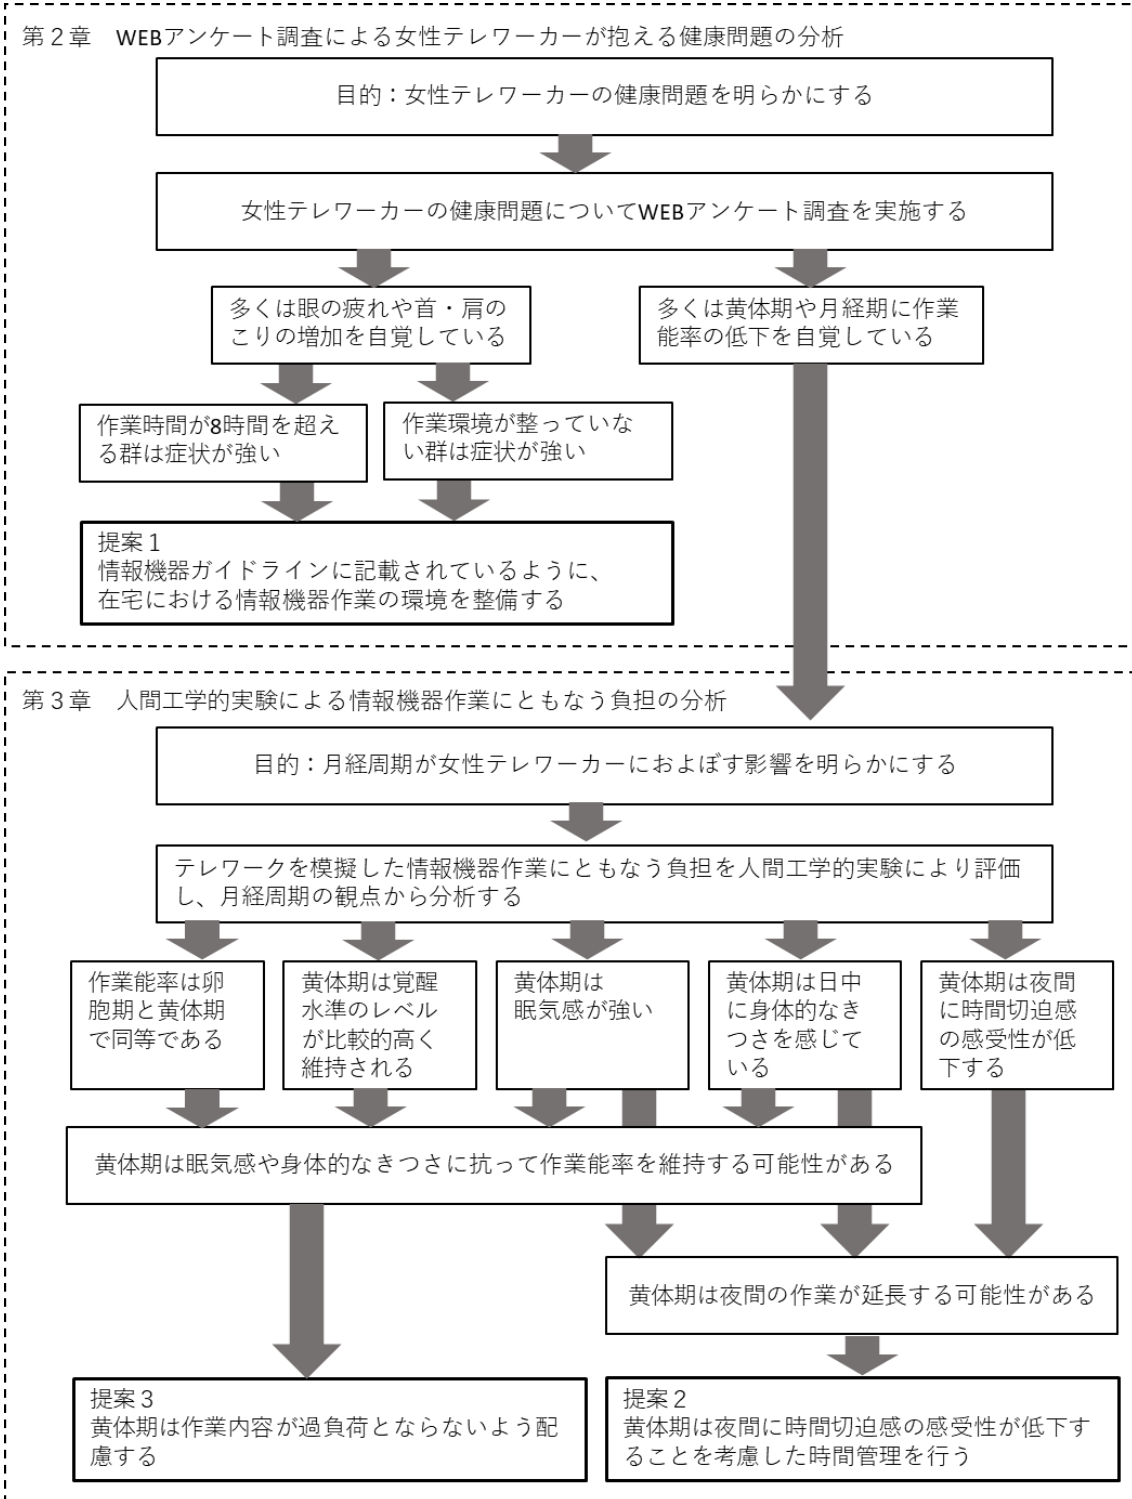 第２章　WEBアンケート調査による女性テレワーカーが抱える健康問題の分析
目的：女性テレワーカーの健康問題を明らかにする
女性テレワーカーの健康問題についてWEBアンケート調査を実施する
多くは眼の疲れや首・肩の
こりの増加を自覚している
多くは黄体期や月経期に作業
能率の低下を自覚している
作業時間が8時間を超え
る群は症状が強い
作業環境が整っていな
い群は症状が強い
提案１
情報機器ガイドラインに記載されているように、
在宅における情報機器作業の環境を整備する
第３章　人間工学的実験による情報機器作業にともなう負担の分析
目的：月経周期が女性テレワーカーにおよぼす影響を明らかにする
テレワークを模擬した情報機器作業にともなう負担を人間工学的実験により評価
し、月経周期の観点から分析する
作業能率は卵
胞期と黄体期
で同等である
黄体期は覚醒
水準のレベル
が比較的高く
維持される
黄体期は
眠気感が強い
黄体期は日中
に身体的なき
つさを感じて
いる
黄体期は夜間
に時間切迫感
の感受性が低
下する
黄体期は眠気感や身体的なきつさに抗って作業能率を維持する可能性がある
黄体期は夜間の作業が延長する可能性がある
提案３
黄体期は作業内容が過負荷とならないよう配
慮する
提案２
黄体期は夜間に時間切迫感の感受性が低下す
ることを考慮した時間管理を行う